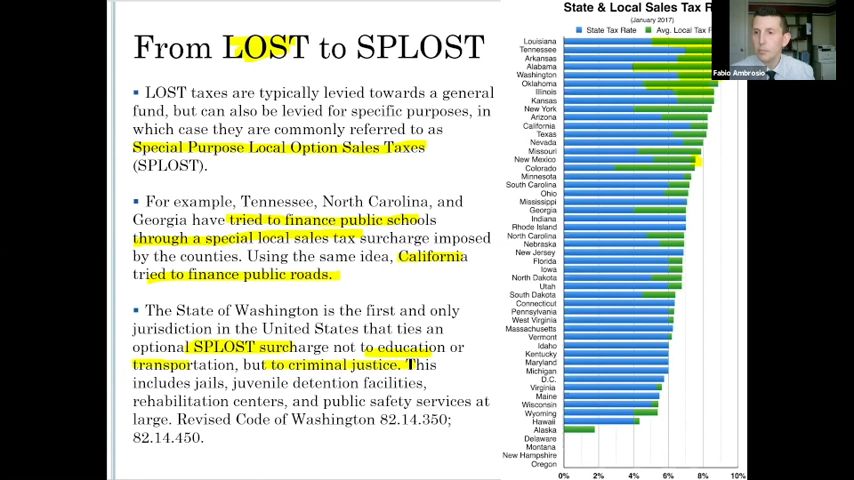 From LOST to SPLOST
▪ LOST taxes are typically levied towards a general
fund, but can also be levied for specific purposes, in
which case they are commonly referred to as
Special Purpose Local Option Sales Taxes
(SPLOST).
▪ For example, Tennessee, North Carolina, and
Georgia have tried to finance public schools
through a special local sales tax surcharge imposed
by the counties. Using the same idea, California
tried to finance public roads.
▪ The State of Washington is the first and only
jurisdiction in the United States that ties an
optional SPLOST surcharge not to education or
transportation, but to criminal justice. This
includes jails, juvenile detention facilities,
rehabilitation centers, and public safety services at
large. Revised Code of Washington 82.14.350;
82.14.450.
State & Local Sales Tax R
(January 2017)
State Tax Rate Avg. Local Tax
Louisiana
Tennessee
Arkansas
Alabama
Washington
Oklahoma
Illinois
Kansas
New York
Arizona
California
Texas
Nevada
Missouri
New Mexico
Colorado
Minnesota
South Carolina
Ohio
Mississippi
Georgia
Indiana
Rhode Island
North Carolina
Nebraska
New Jersey
Florida
Iowa
North Dakota
Utah
South Dakota
Connecticut
Pennsylvania
West Virginia
Massachusetts
Vermont
Idaho
Kentucky
Maryland
Michigan
D.C.
Virginia
Maine
Wisconsin
Wyoming
Hawaii
Alaska
Delaware
Montana
New Hampshire
Oregon
0% 2% 4% 6% 8% 10%
Fabio Ambrosio